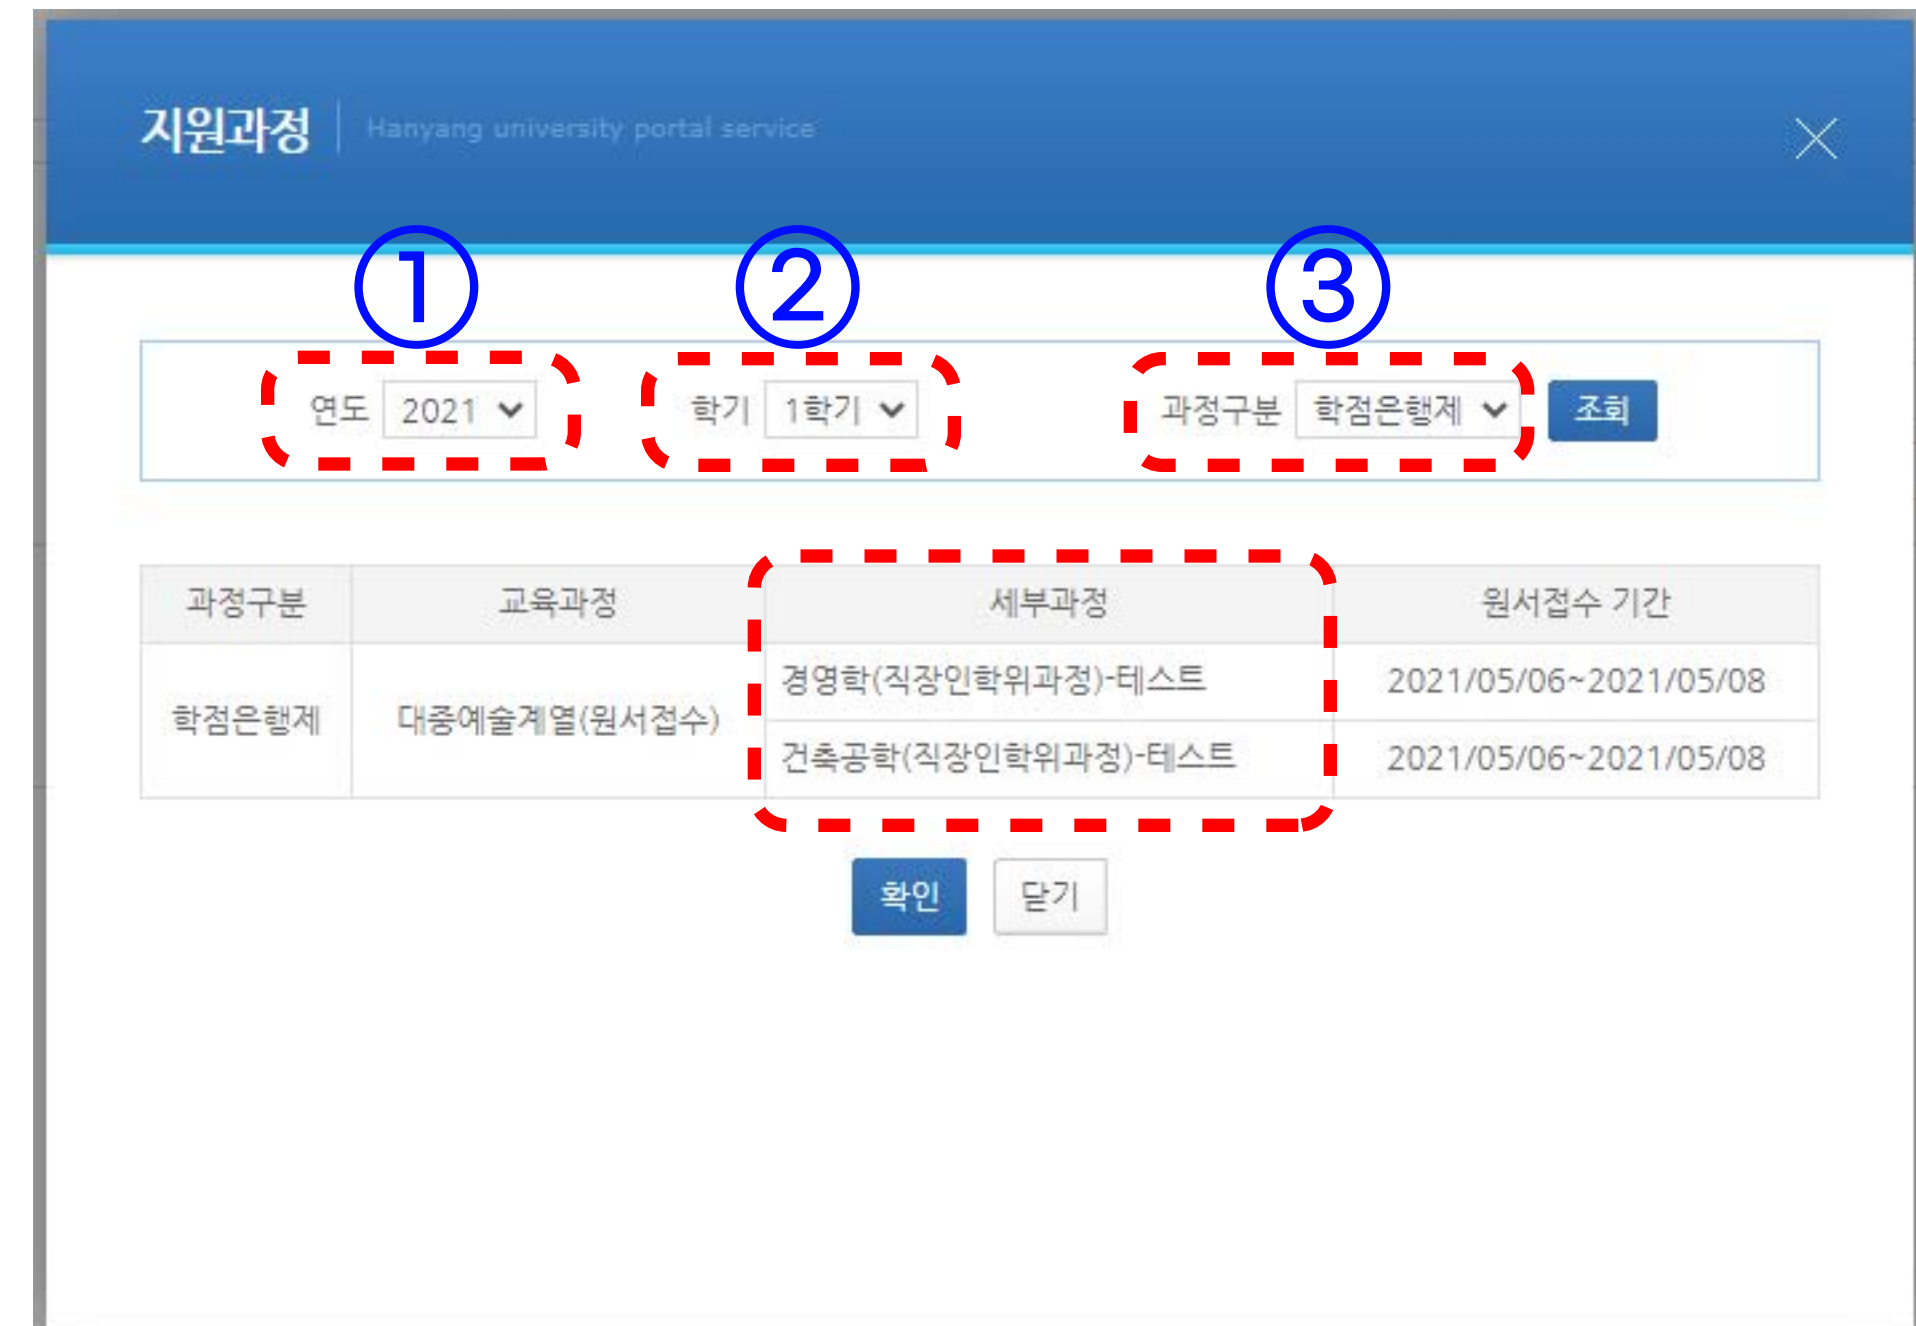 지원과정 Hanyang university portal service
① ② ③
연도 2021 학기 1학기 과정구분 학점은행제 조회
과정구분 교육과정 세부과정 원서접수 기간
학점은행제 대중예술계열(원서접수) 경영학(직장인학위과정)-테스트 2021/05/06~2021/05/08
건축공학(직장인학위과정)-테스트 2021/05/06~2021/05/08
확인 닫기